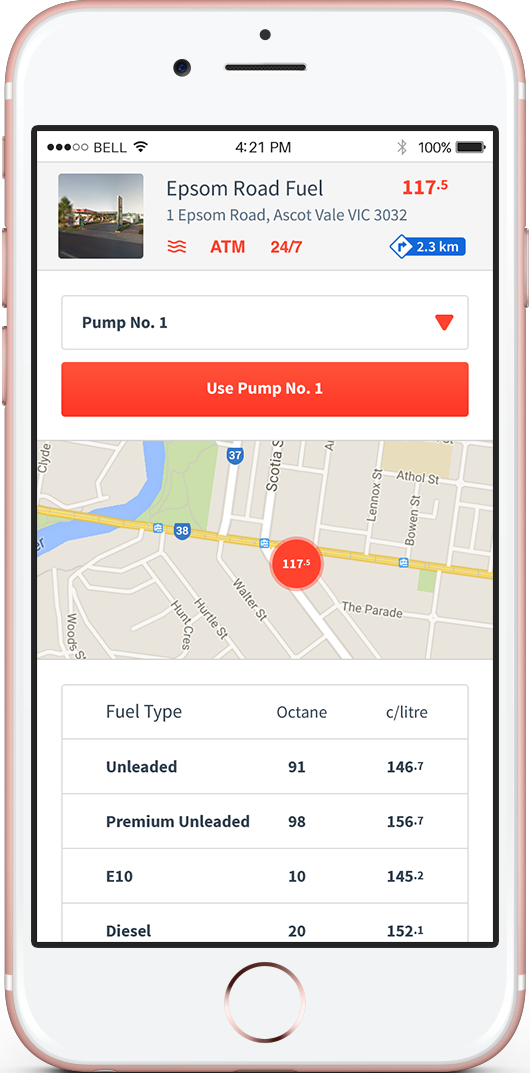 BELL
4:21 PM
100%
Epsom Road Fuel
117.5
1 Epsom Road, Ascot Vale VIC 3032
ATM
24/7
2.3 km
Pump No. 1
Use Pump No. 1
Clyde
37
Scotia S
Athol St
Lennox St
Bowen St
38
er
117.5
Walter St
Hurtle St
Hunt Cres
The Parade
Woods St
Fuel Type Octane c/litre
Unleaded 91 146.7
Premium Unleaded 98 156.7
E10 10 145.2
Diesel 20 152.1